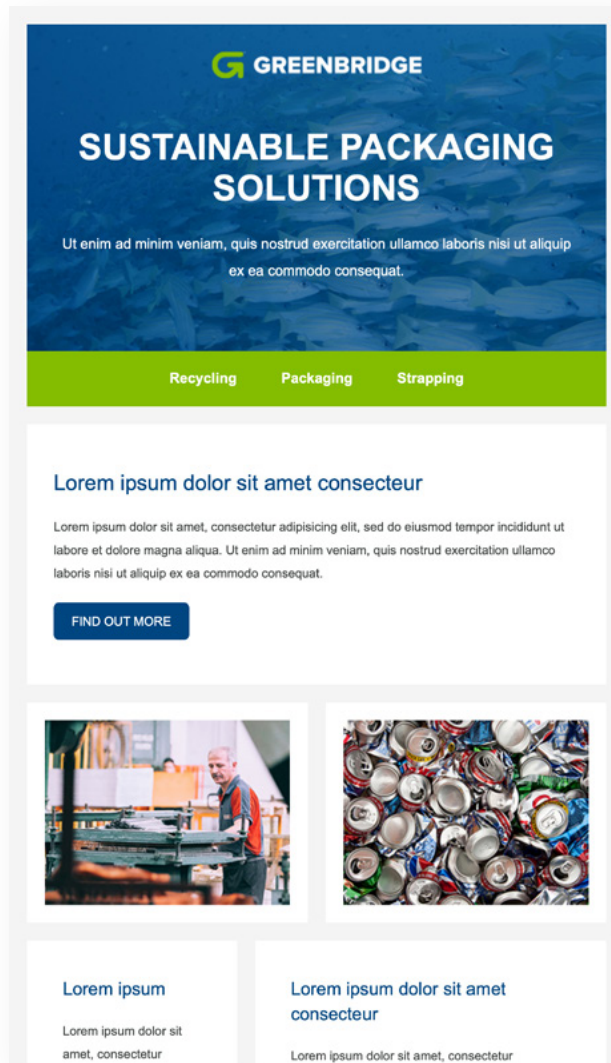 GREENBRIDGE
SUSTAINABLE PACKAGING
SOLUTIONS
Ut enim ad minim veniam, quis nostrud exercitation ullamco laboris nisi ut aliquip
ex ea commodo consequat.
Recycling Packaging Strapping
Lorem ipsum dolor sit amet consecteur
Lorem ipsum dolor sit amet, consectetur adipisicing elit, sed do eiusmod tempor incididunt ut
labore et dolore magna aliqua. Ut enim ad minim veniam, quis nostrud exercitation ullamco
laboris nisi ut aliquip ex ea commodo consequat.
FIND OUT MORE
Lorem ipsum
Lorem ipsum dolor sit
amet, consectetur
Lorem ipsum dolor sit amet
consecteur
Lorem ipsum dolor sit amet, consectetur